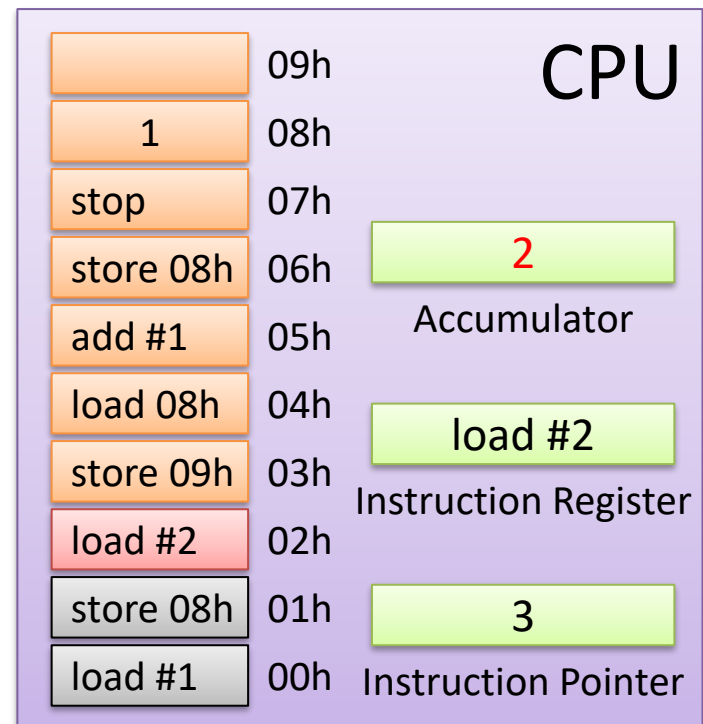 CPU
09h
1 08h
stop 07h
store 08h 06h
add #1 05h
load 08h 04h
store 09h 03h
load #2 02h
store 08h 01h
load #1 00h
2
Accumulator
load #2
Instruction Register
3
Instruction Pointer